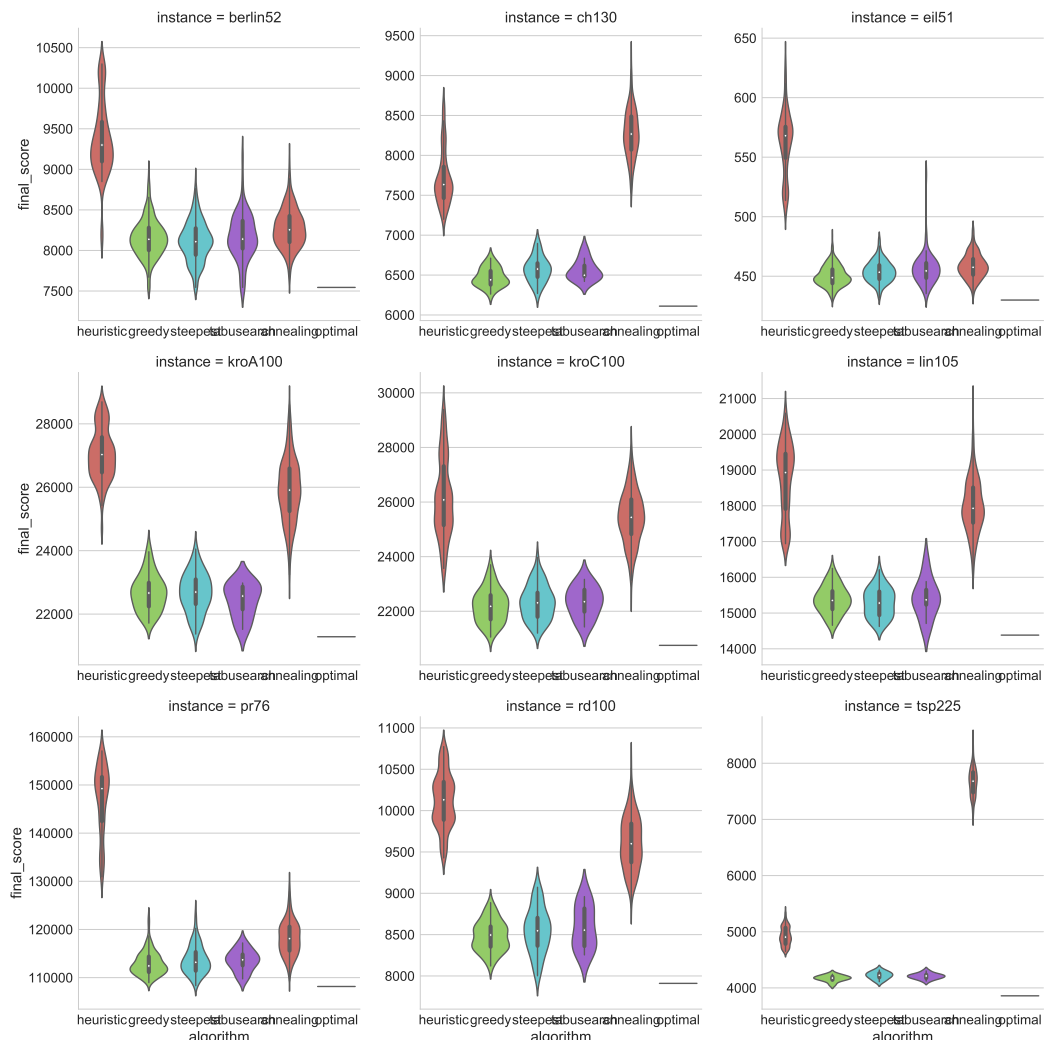 instance = berlin52
10500
10000
9500
9000
8500
8000
7500
final_score
heuristic greedy steepest tabusearch annealing optimal
instance = ch130
9500
9000
8500
8000
7500
7000
6500
6000
heuristic greedy steepest tabusearch annealing optimal
instance = eil51
650
600
550
500
450
heuristic greedy steepest tabusearch annealing optimal
instance = kroA100
28000
26000
24000
22000
final_score
heuristic greedy steepest tabusearch annealing optimal
instance = kroC100
30000
28000
26000
24000
22000
heuristic greedy steepest tabusearch annealing optimal
instance = lin105
21000
20000
19000
18000
17000
16000
15000
14000
heuristic greedy steepest tabusearch annealing optimal
instance = pr76
160000
150000
140000
130000
120000
110000
final_score
heuristic greedy steepest tabusearch annealing optimal
algorithm
instance = rd100
11000
10500
10000
9500
9000
8500
8000
heuristic greedy steepest tabusearch annealing optimal
algorithm
instance = tsp225
8000
7000
6000
5000
4000
heuristic greedy steepest tabusearch annealing optimal
algorithm